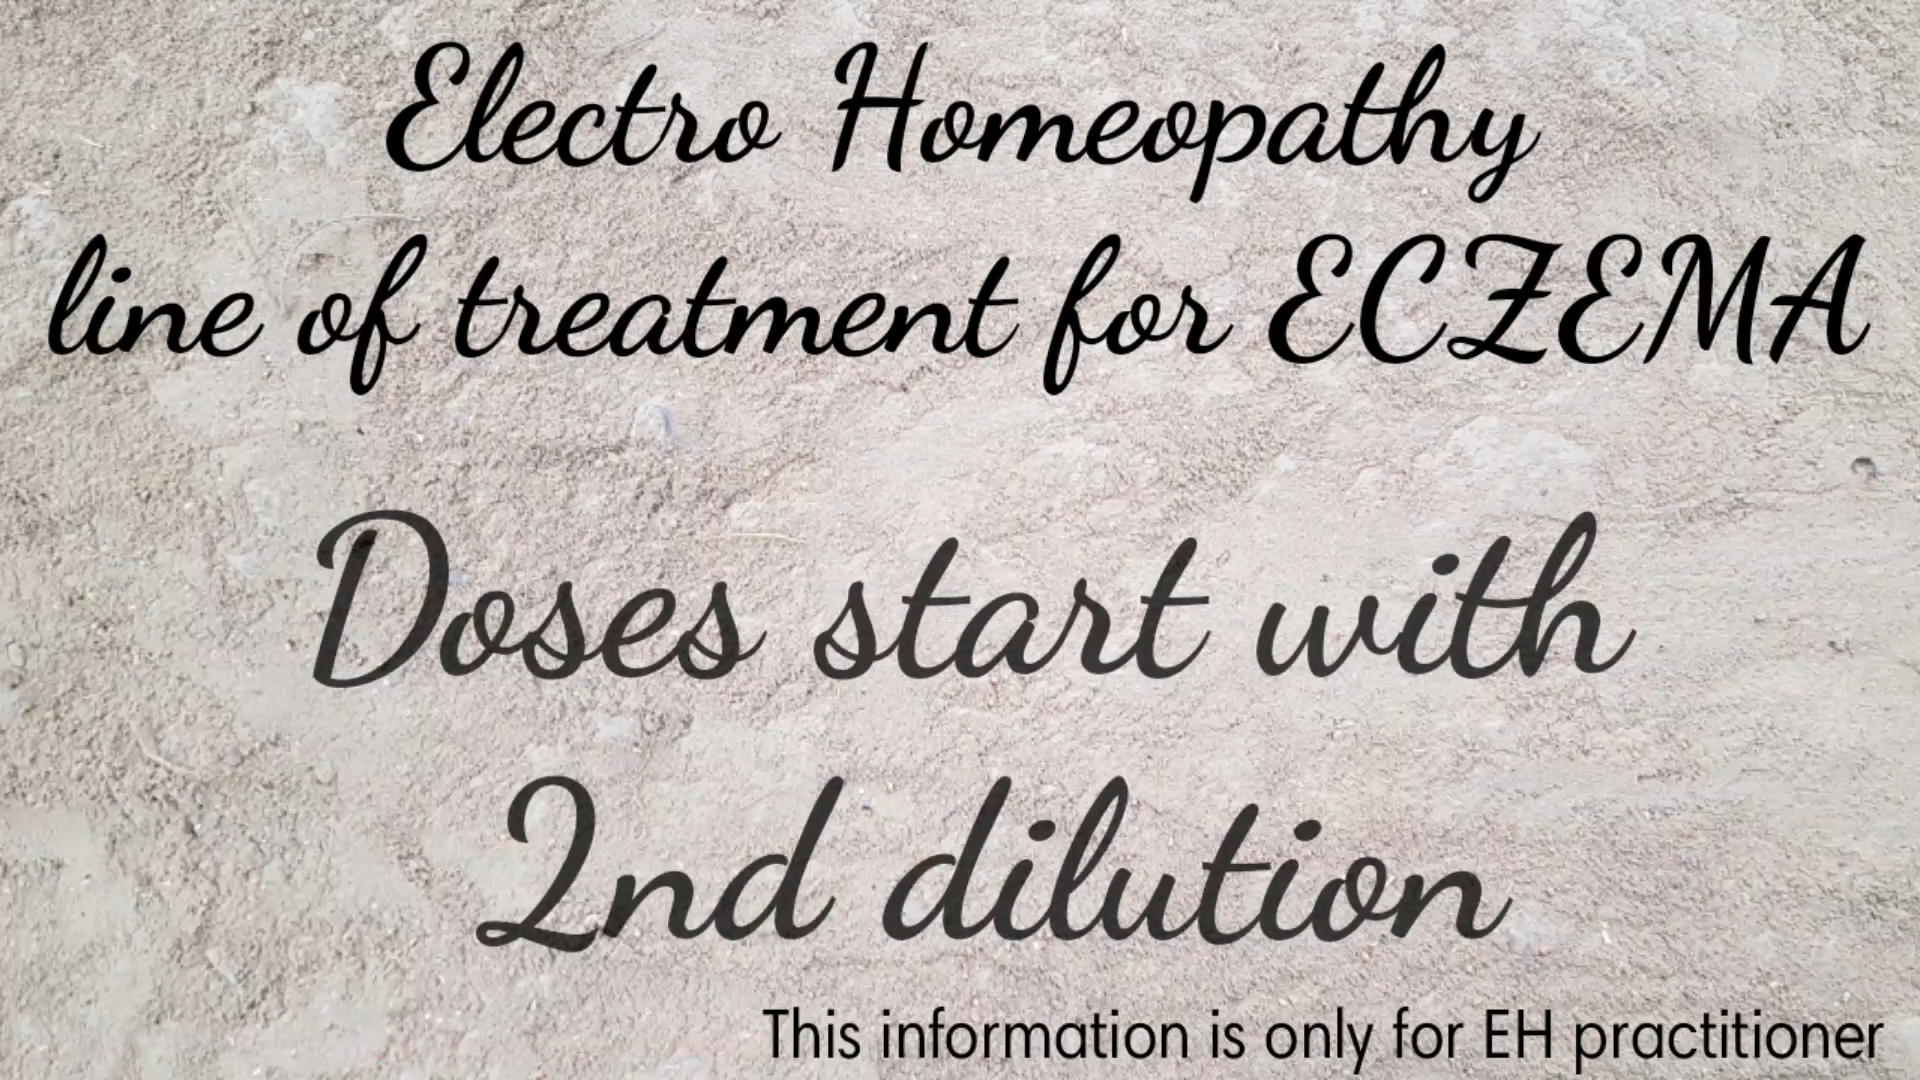 Electro Homeopathy
line of treatment for ECZEMA
Doses start with
2nd dilution
This information is only for EH practitioner